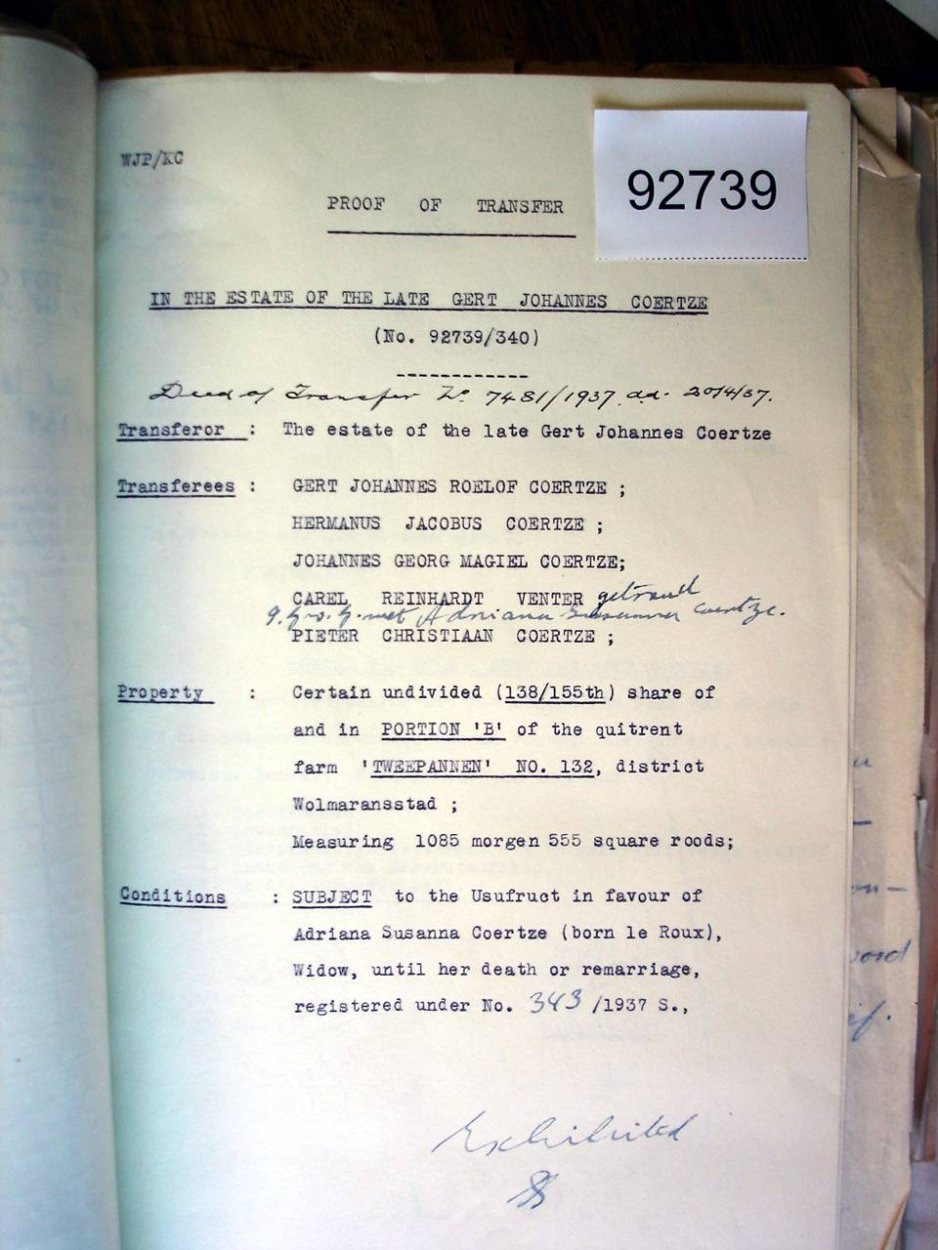 WJP/KC
92739
PROOF OF TRANSFER
IN THE ESTATE OF THE LATE GERT JOHANNES COERTZE
(No. 92739/340)
Deed of Transfer No 7481/1937 dd. 20/4/37.
Transferor : The estate of the late Gert Johannes Coertze
Transferees : GERT JOHANNES ROELOF COERTZE ;
HERMANUS JACOBUS COERTZE ;
JOHANNES GEORG MAGIEL COERTZE;
CAREL REINHARDT VENTER getroud
met Adriana Susanna Coertze.
PIETER CHRISTIAAN COERTZE ;
Property : Certain undivided (138/155th) share of
and in PORTION 'B' of the quitrent
farm 'TWEEPANNEN' NO. 132, district
Wolmaransstad ;
Measuring 1085 morgen 555 square roods;
Conditions : SUBJECT to the Usufruct in favour of
Adriana Susanna Coertze (born le Roux),
Widow, until her death or remarriage,
registered under No. 343 /1937 S.,
Exhibited